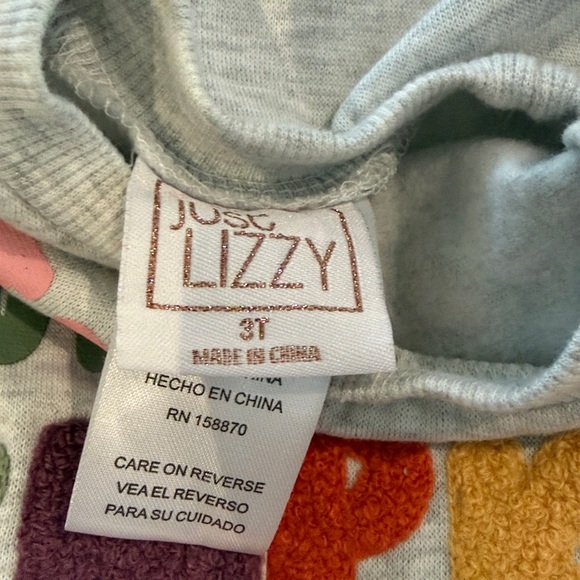 just
LIZZY
3T
MADE IN CHINA
HECHO EN CHINA
RN 158870
CARE ON REVERSE
VEA EL REVERSO
PARA SU CUIDADO